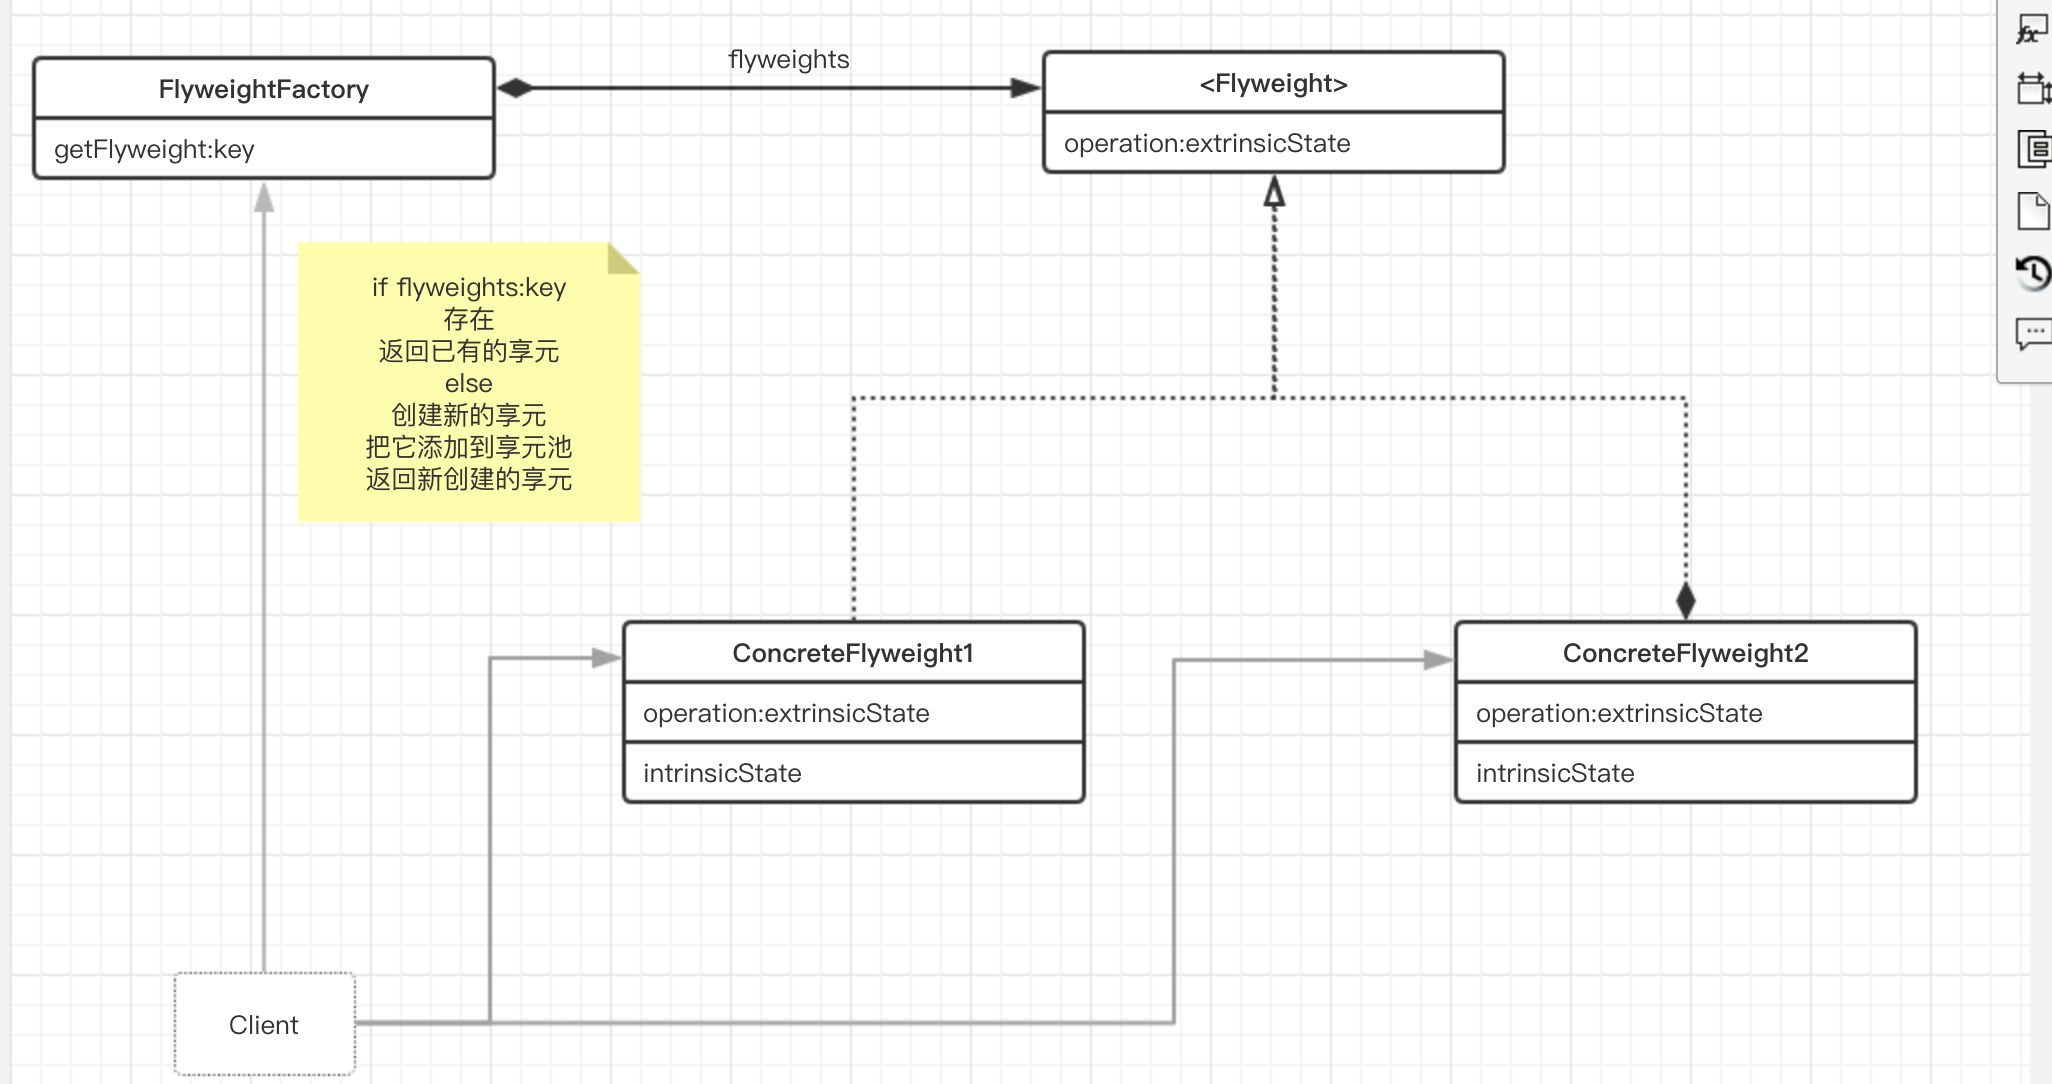 flyweights
FlyweightFactory
getFlyweight:key
<Flyweight>
operation:extrinsicState
if flyweights:key
存在
返回已有的享元
else
创建新的享元
把它添加到享元池
返回新创建的享元
ConcreteFlyweight1
operation:extrinsicState
intrinsicState
ConcreteFlyweight2
operation:extrinsicState
intrinsicState
Client
fx